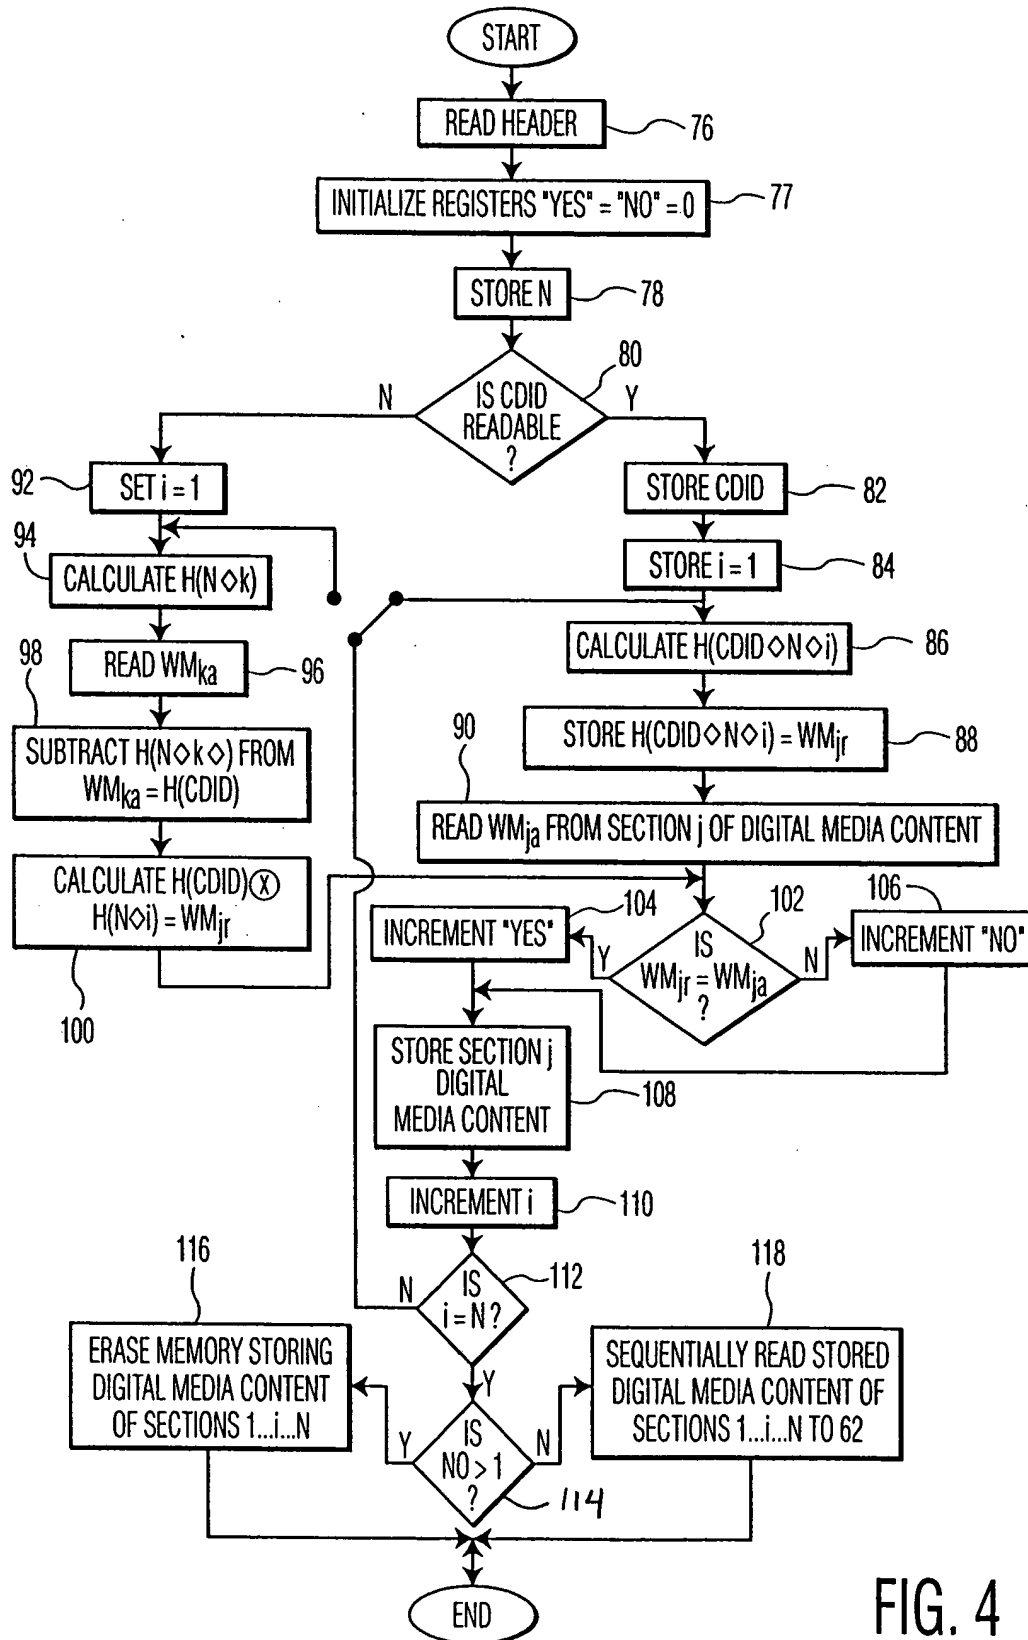 START
READ HEADER
76
INITIALIZE REGISTERS "YES" = "NO" = 0
77
STORE N
78
IS CDID
READABLE
?
80
N
Y
92
SET i = 1
STORE CDID
82
94
CALCULATE H(N◇k)
STORE i = 1
84
READ WMka
96
CALCULATE H(CDID◇N◇i)
86
98
SUBTRACT H(N◇k◇) FROM
WMka = H(CDID)
STORE H(CDID◇N◇i) = WMjr
88
90
READ WMja FROM SECTION j OF DIGITAL MEDIA CONTENT
CALCULATE H(CDID)ⓧ
H(N◇i) = WMjr
100
104
INCREMENT "YES"
IS
WMjr = WMja
?
102
Y
N
106
INCREMENT "NO"
STORE SECTION j
DIGITAL
MEDIA CONTENT
108
INCREMENT i
110
IS
i = N ?
112
N
Y
116
ERASE MEMORY STORING
DIGITAL MEDIA CONTENT
OF SECTIONS 1...i...N
118
SEQUENTIALLY READ STORED
DIGITAL MEDIA CONTENT OF
SECTIONS 1...i...N TO 62
IS
NO > 1
?
Y
N
114
END
FIG. 4